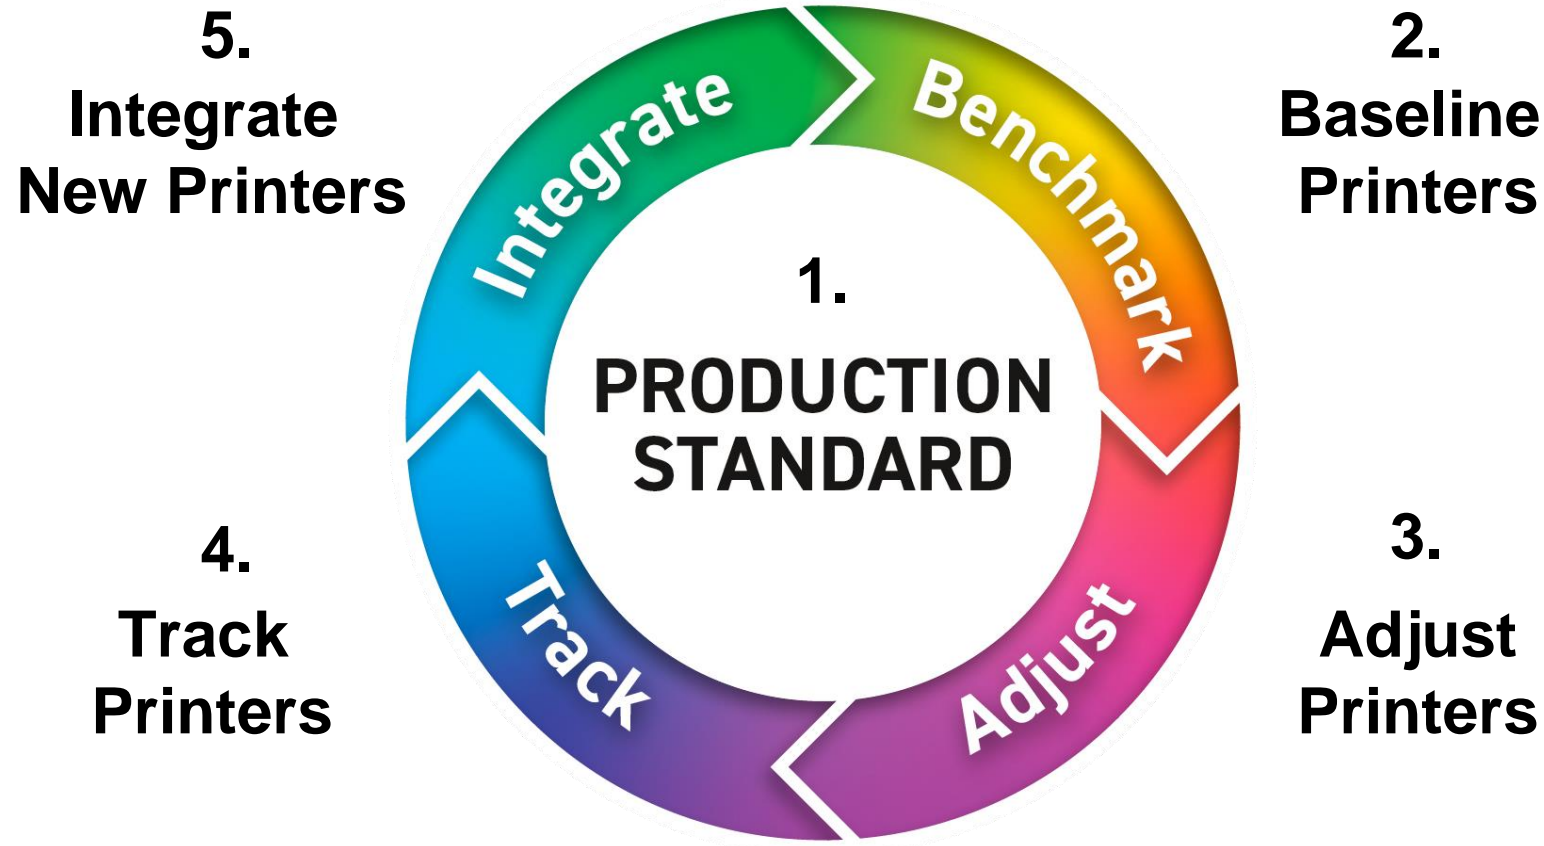 1.
PRODUCTION
STANDARD
2.
Baseline
Printers
Benchmark
3.
Adjust
Printers
Adjust
4.
Track
Printers
Track
5.
Integrate
New Printers
Integrate